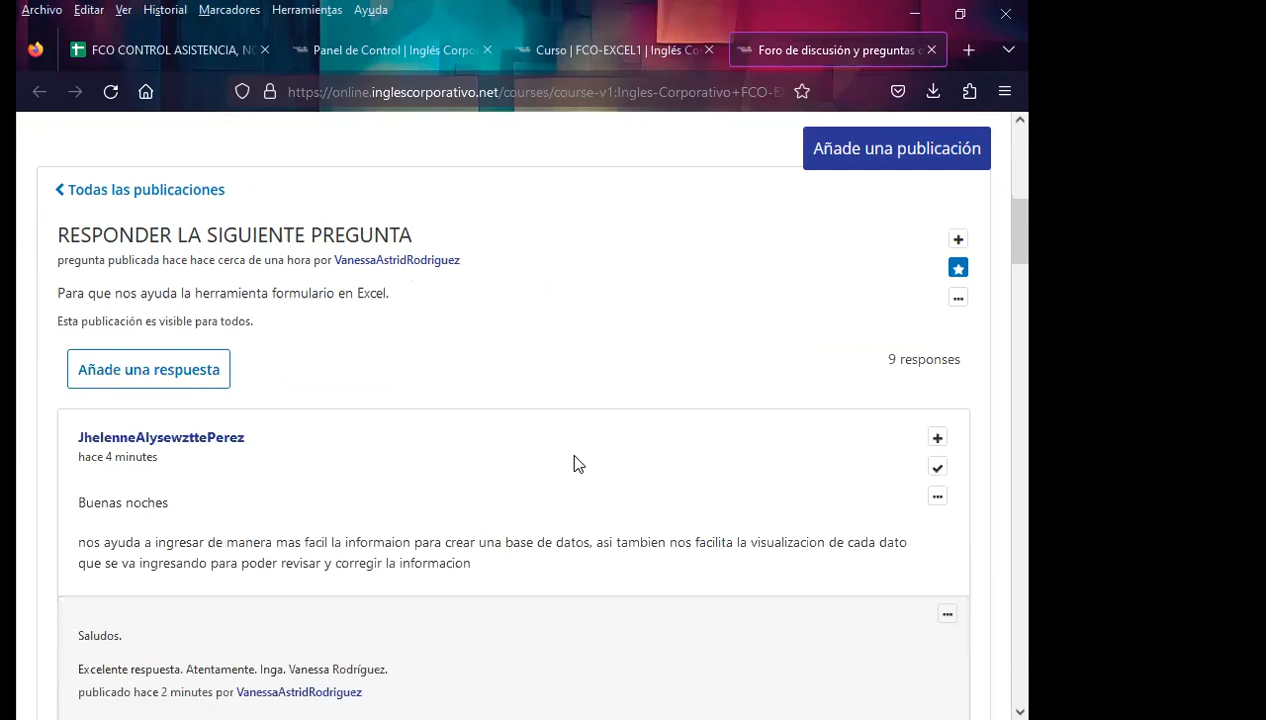 Archivo Editar Ver Historial Marcadores Herramientas Ayuda
FCO CONTROL ASISTENCIA, NO
Panel de Control | Inglés Corpo
Curso | FCO-EXCEL1 | Inglés Co
Foro de discusión y preguntas
https://online.inglescorporativo.net/courses/course-v1:Ingles-Corporativo+FCO-E
Añade una publicación
Todas las publicaciones
RESPONDER LA SIGUIENTE PREGUNTA
pregunta publicada hace hace cerca de una hora por VanessaAstridRodriguez
Para que nos ayuda la herramienta formulario en Excel.
Esta publicación es visible para todos.
Añade una respuesta
9 responses
JhelenneAlysewzttePerez
hace 4 minutes
Buenas noches
nos ayuda a ingresar de manera mas facil la informaion para crear una base de datos, asi tambien nos facilita la visualizacion de cada dato
que se va ingresando para poder revisar y corregir la informacion
Saludos.
Excelente respuesta. Atentamente. Inga. Vanessa Rodríguez.
publicado hace 2 minutes por VanessaAstridRodriguez